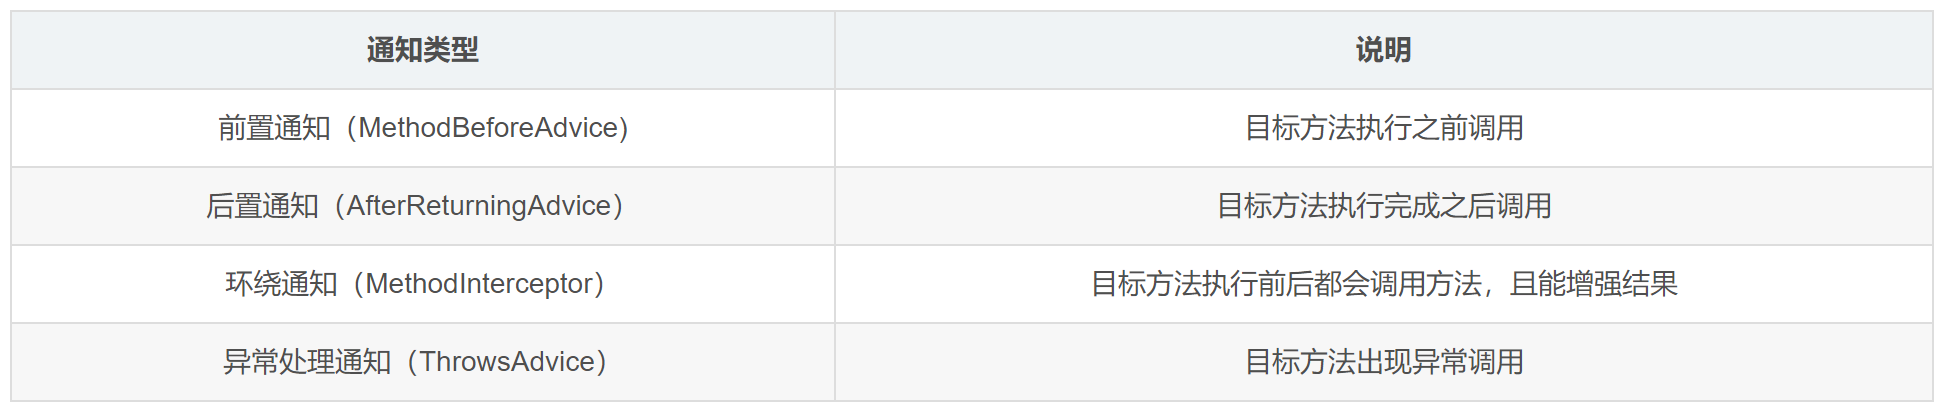 通知类型 说明
前置通知（MethodBeforeAdvice) 目标方法执行之前调用
后置通知（AfterReturningAdvice） 目标方法执行完成之后调用
环绕通知（MethodInterceptor） 目标方法执行前后都会调用方法，且能增强结果
异常处理通知（ThrowsAdvice） 目标方法出现异常调用